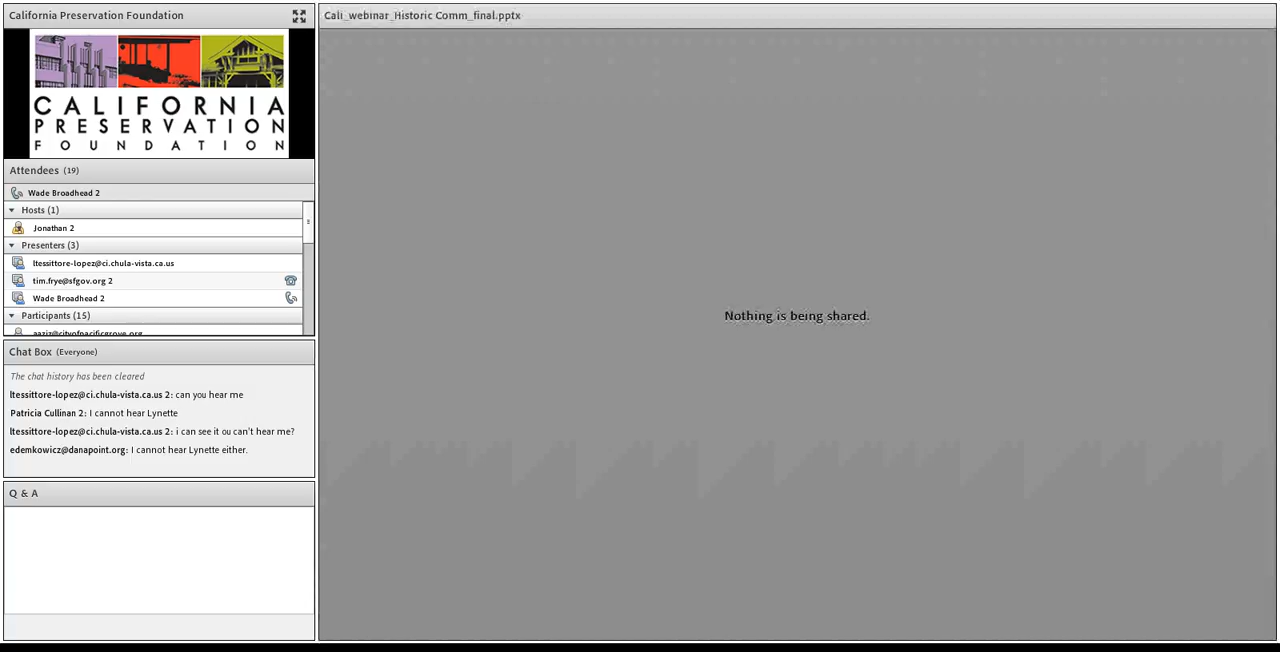 California Preservation Foundation
CALIFORNIA
PRESERVATION
FOUNDATION
Attendees (19)
Wade Broadhead 2
Hosts (1)
Jonathan 2
Presenters (3)
ltessittore-lopez@ci.chula-vista.ca.us
tim.frye@sfgov.org 2
Wade Broadhead 2
Participants (15)
aaziz@cityofpacificgrove.org
Chat Box (Everyone)
The chat history has been cleared
ltessittore-lopez@ci.chula-vista.ca.us 2: can you hear me
Patricia Cullinan 2: I cannot hear Lynette
ltessittore-lopez@ci.chula-vista.ca.us 2: i can see it ou can't hear me?
edemkowicz@danapoint.org: I cannot hear Lynette either.
Q & A
Cali_webinar_Historic Comm_final.pptx
Nothing is being shared.